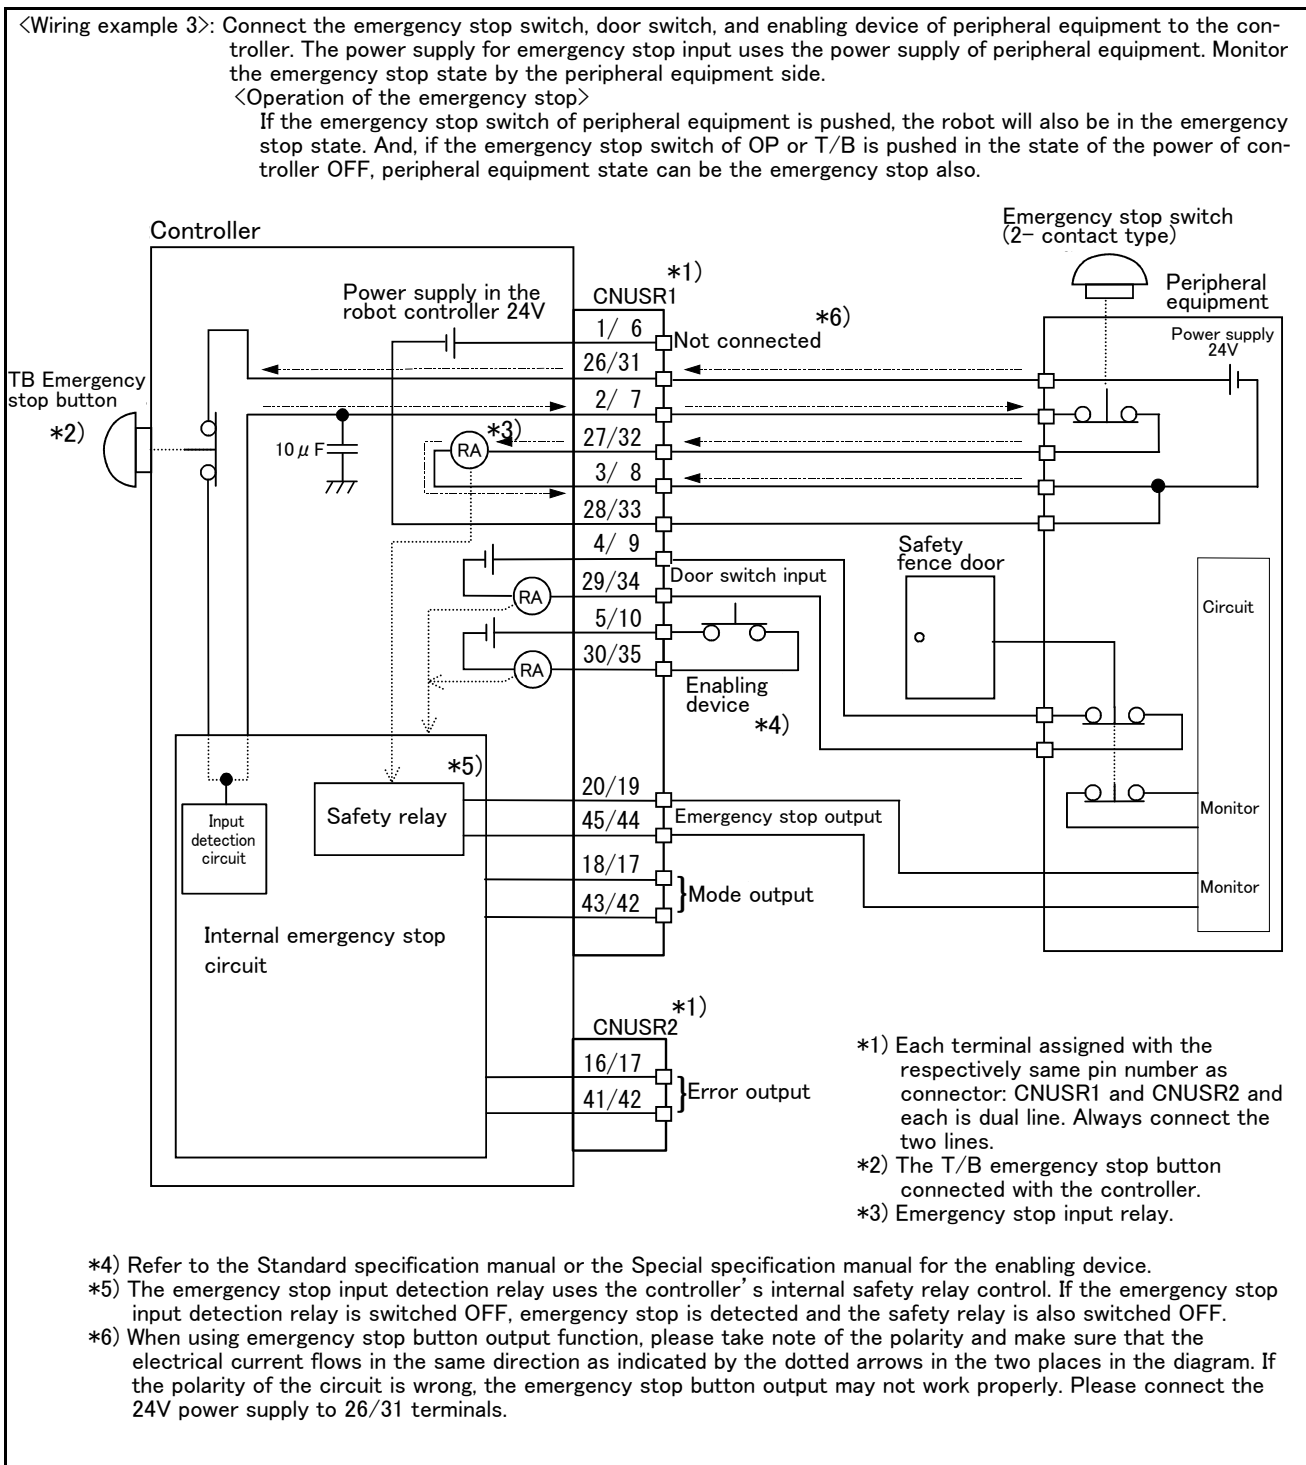 <Wiring example 3>: Connect the emergency stop switch, door switch, and enabling device of peripheral equipment to the con-
troller. The power supply for emergency stop input uses the power supply of peripheral equipment. Monitor
the emergency stop state by the peripheral equipment side.
<Operation of the emergency stop>
If the emergency stop switch of peripheral equipment is pushed, the robot will also be in the emergency
stop state. And, if the emergency stop switch of OP or T/B is pushed in the state of the power of con-
troller OFF, peripheral equipment state can be the emergency stop also.
Emergency stop switch
(2- contact type)
Controller
Peripheral
equipment
*1)
CNUSR1
Power supply in the
robot controller 24V
*6)
1/ 6
Not connected
Power supply
24V
26/31
TB Emergency
stop button
*2)
2/ 7
10μF
RA
*3)
27/32
3/ 8
28/33
4/ 9
Safety
fence door
Door switch input
29/34
RA
Circuit
5/10
30/35
RA
Enabling
device
*4)
*5)
Safety relay
20/19
Emergency stop output
45/44
Input
detection
circuit
Monitor
18/17
Mode output
43/42
Monitor
Internal emergency stop
circuit
*1)
CNUSR2
16/17
Error output
41/42
*1) Each terminal assigned with the
respectively same pin number as
connector: CNUSR1 and CNUSR2 and
each is dual line. Always connect the
two lines.
*2) The T/B emergency stop button
connected with the controller.
*3) Emergency stop input relay.
*4) Refer to the Standard specification manual or the Special specification manual for the enabling device.
*5) The emergency stop input detection relay uses the controller's internal safety relay control. If the emergency stop
input detection relay is switched OFF, emergency stop is detected and the safety relay is also switched OFF.
*6) When using emergency stop button output function, please take note of the polarity and make sure that the
electrical current flows in the same direction as indicated by the dotted arrows in the two places in the diagram. If
the polarity of the circuit is wrong, the emergency stop button output may not work properly. Please connect the
24V power supply to 26/31 terminals.